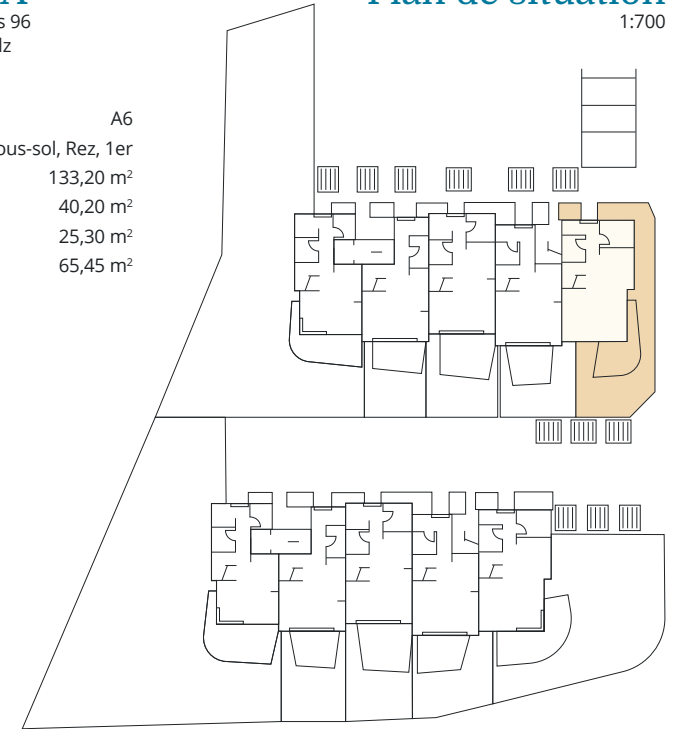 Plan de situation
1:700
s 96
lz
A6
ous-sol, Rez, 1er
133,20 m²
40,20 m²
25,30 m²
65,45 m²